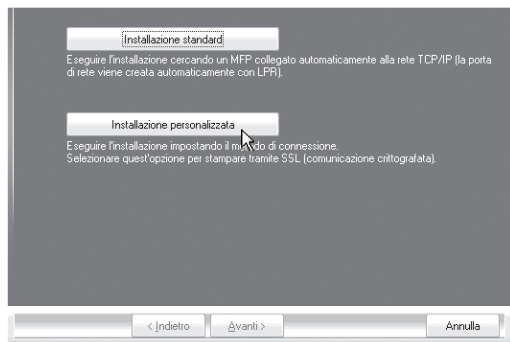 Installazione standard
Eseguire l'installazione cercando un MFP collegato automaticamente alla rete TCP/IP (la porta
di rete viene creata automaticamente con LPR).
Installazione personalizzata
Eseguire l'installazione impostando il metodo di connessione.
Selezionare quest'opzione per stampare tramite SSL (comunicazione crittografata).
< Indietro
Avanti >
Annulla